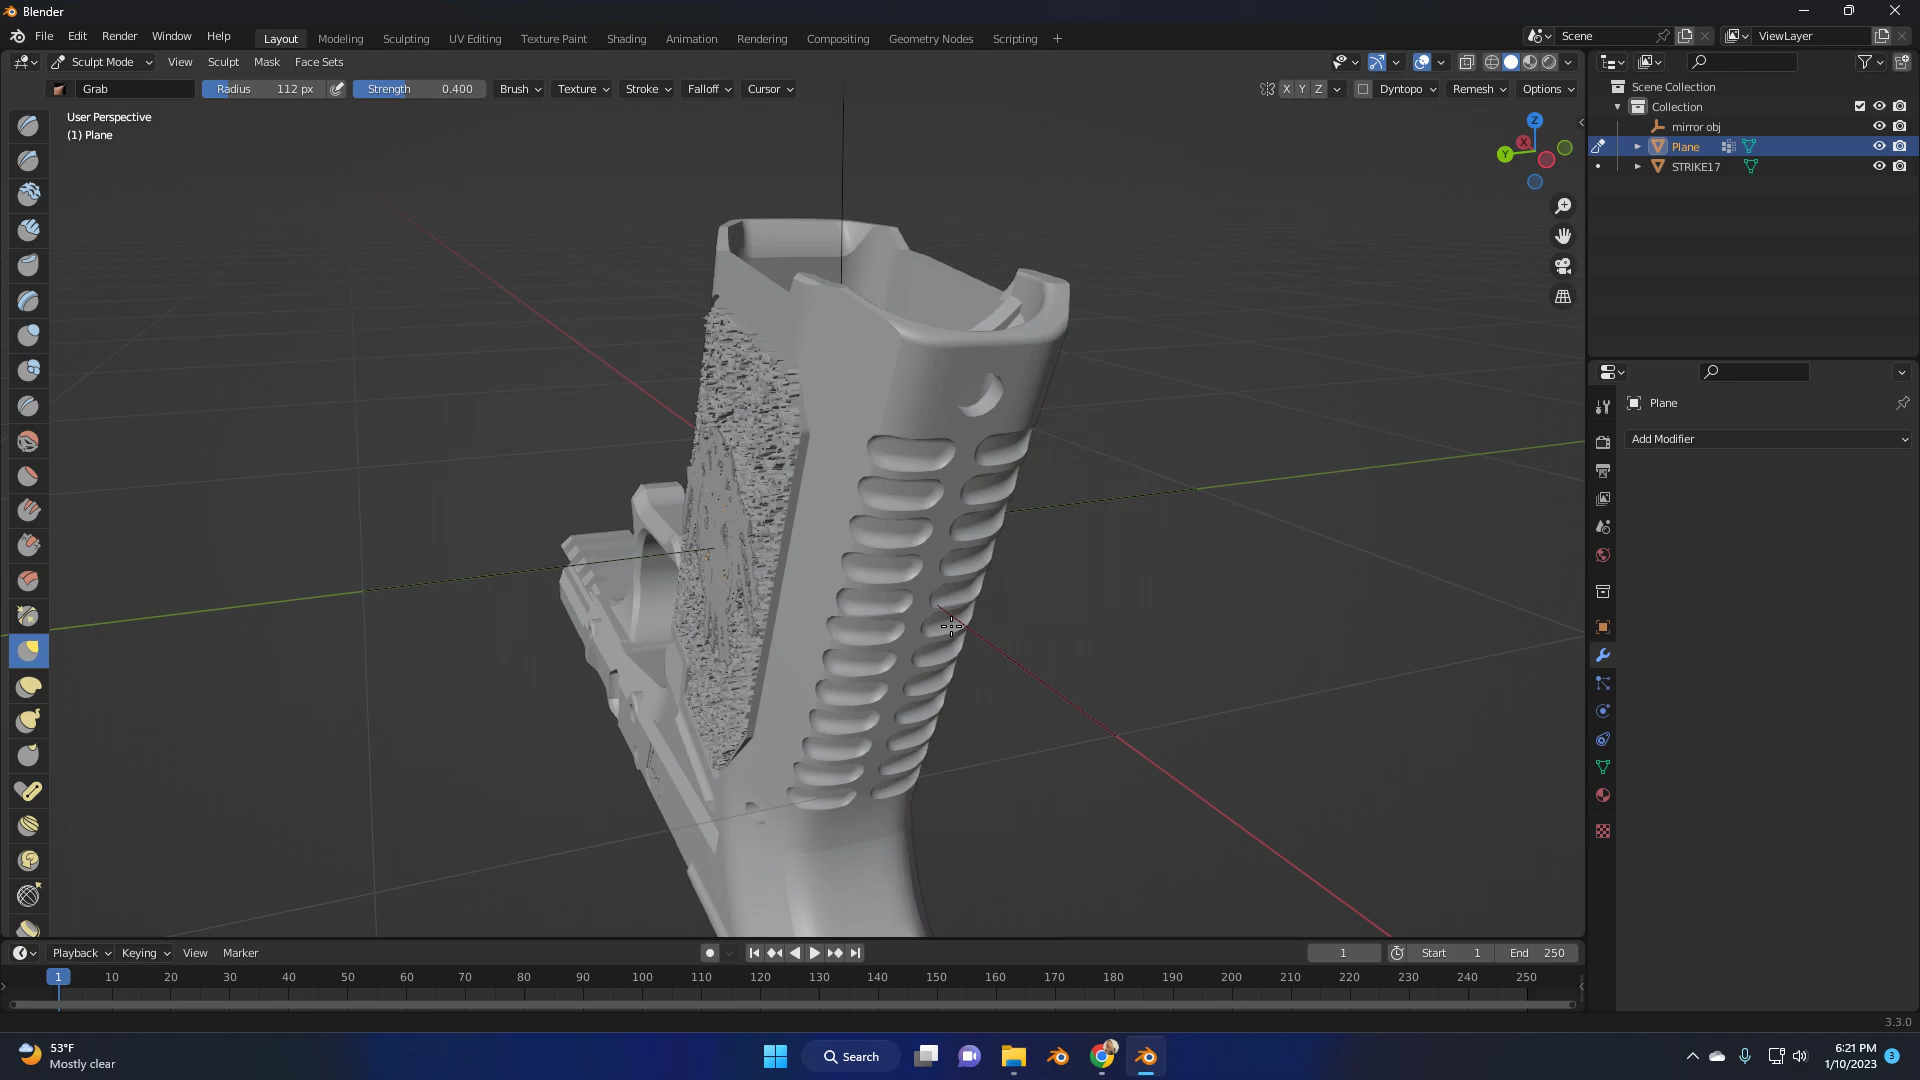 Blender
File Edit Render Window Help
Layout Modeling Sculpting UV Editing Texture Paint Shading Animation Rendering Compositing Geometry Nodes Scripting +
Scene
ViewLayer
Sculpt Mode View Sculpt Mask Face Sets
Grab Radius 112 px Strength 0.400 Brush Texture Stroke Falloff Cursor
X Y Z Dyntopo Remesh Options
User Perspective
(1) Plane
Z
X
Y
Scene Collection
Collection
mirror obj
Plane
STRIKE17
Plane
Add Modifier
Playback Keying View Marker
1 Start 1 End 250
1 10 20 30 40 50 60 70 80 90 100 110 120 130 140 150 160 170 180 190 200 210 220 230 240 250
3.3.0
53°F
Mostly clear
Search
6:21 PM
1/10/2023
3